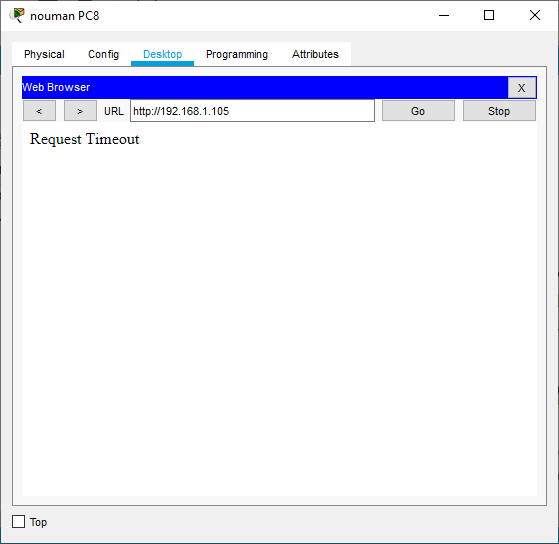 nouman PC8
Physical Config Desktop Programming Attributes
Web Browser X
< > URL http://192.168.1.105 Go Stop
Request Timeout
Top